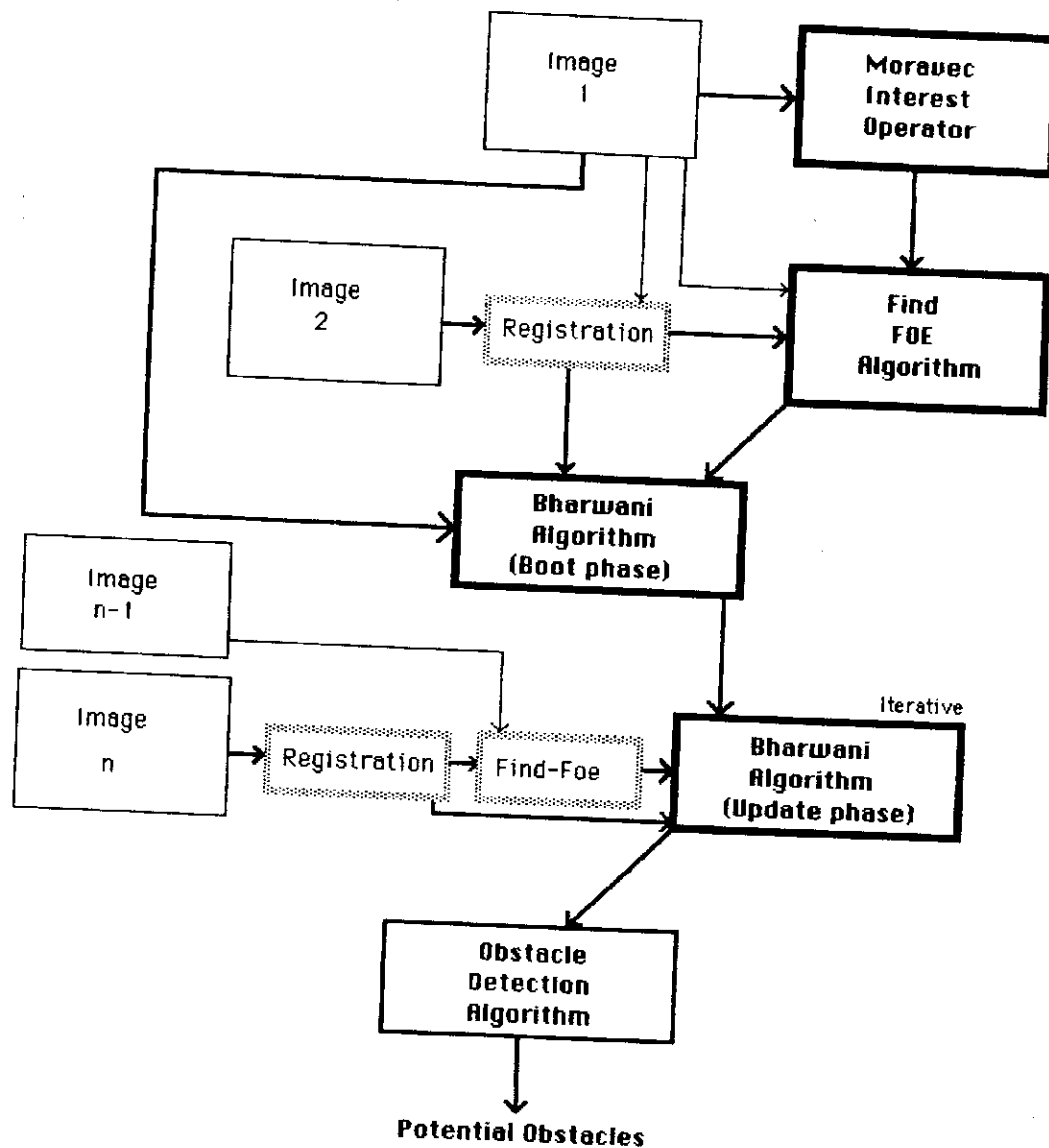 Image
1
Moravec
Interest
Operator
Image
2
Registration
Find
FOE
Algorithm
Bharwani
Algorithm
(Boot phase)
Image
n-1
Image
n
Registration
Find-Foe
Iterative
Bharwani
Algorithm
(Update phase)
Obstacle
Detection
Algorithm
Potential Obstacles